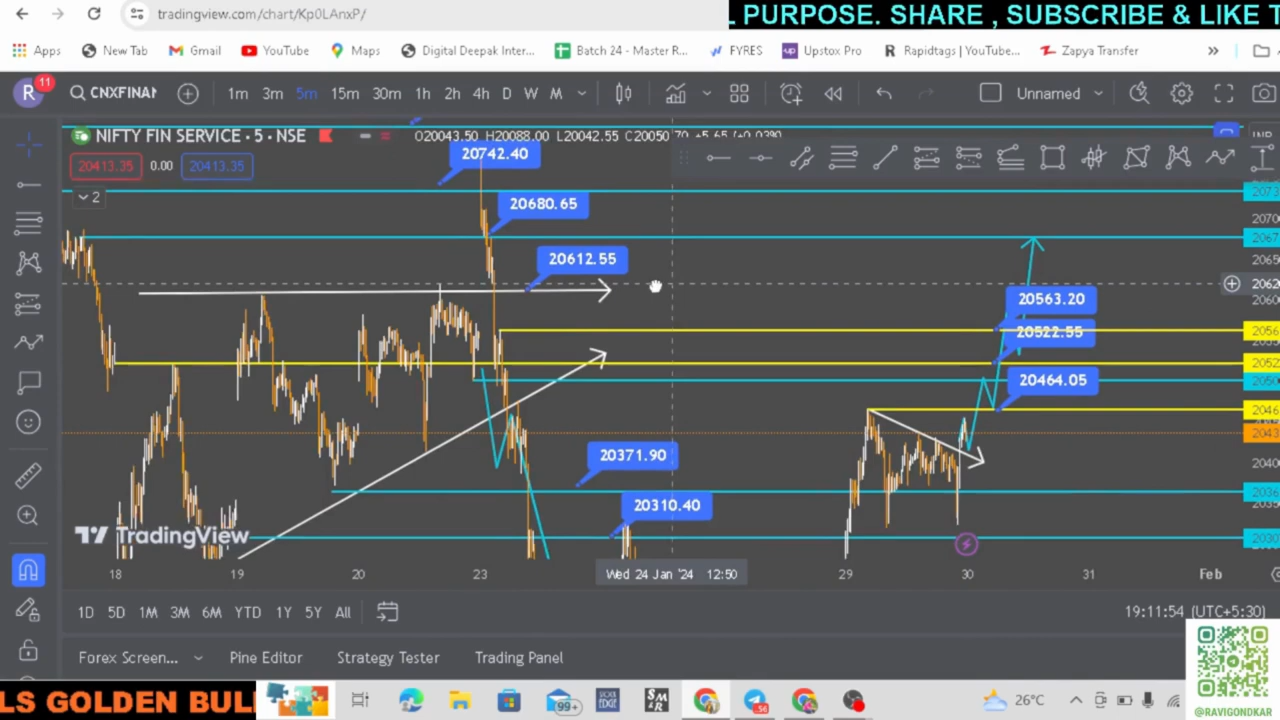 tradingview.com/chart/Kp0LAnxP/
PURPOSE. SHARE , SUBSCRIBE & LIKE T
Apps New Tab Gmail YouTube Maps Digital Deepak Inter... Batch 24 - Master R... FYRES Upstox Pro Rapidtags | YouTube... Zapya Transfer »
R 11 CNXFINAN 1m 3m 5m 15m 30m 1h 2h 4h D W M Unnamed
NIFTY FIN SERVICE · 5 · NSE O20043.50 H20088.00 L20042.55
20413.35 0.00 20413.35
2
20742.40
20680.65
20612.55
20563.20
20522.55
20464.05
20371.90
20310.40
TradingView
18 19 20 23 Wed 24 Jan '24 12:50 29 30 31 Feb
1D 5D 1M 3M 6M YTD 1Y 5Y All 19:11:54 (UTC+5:30)
Forex Screen... Pine Editor Strategy Tester Trading Panel
LS GOLDEN BUL 99+ 26°C
@RAVIGONDKAR